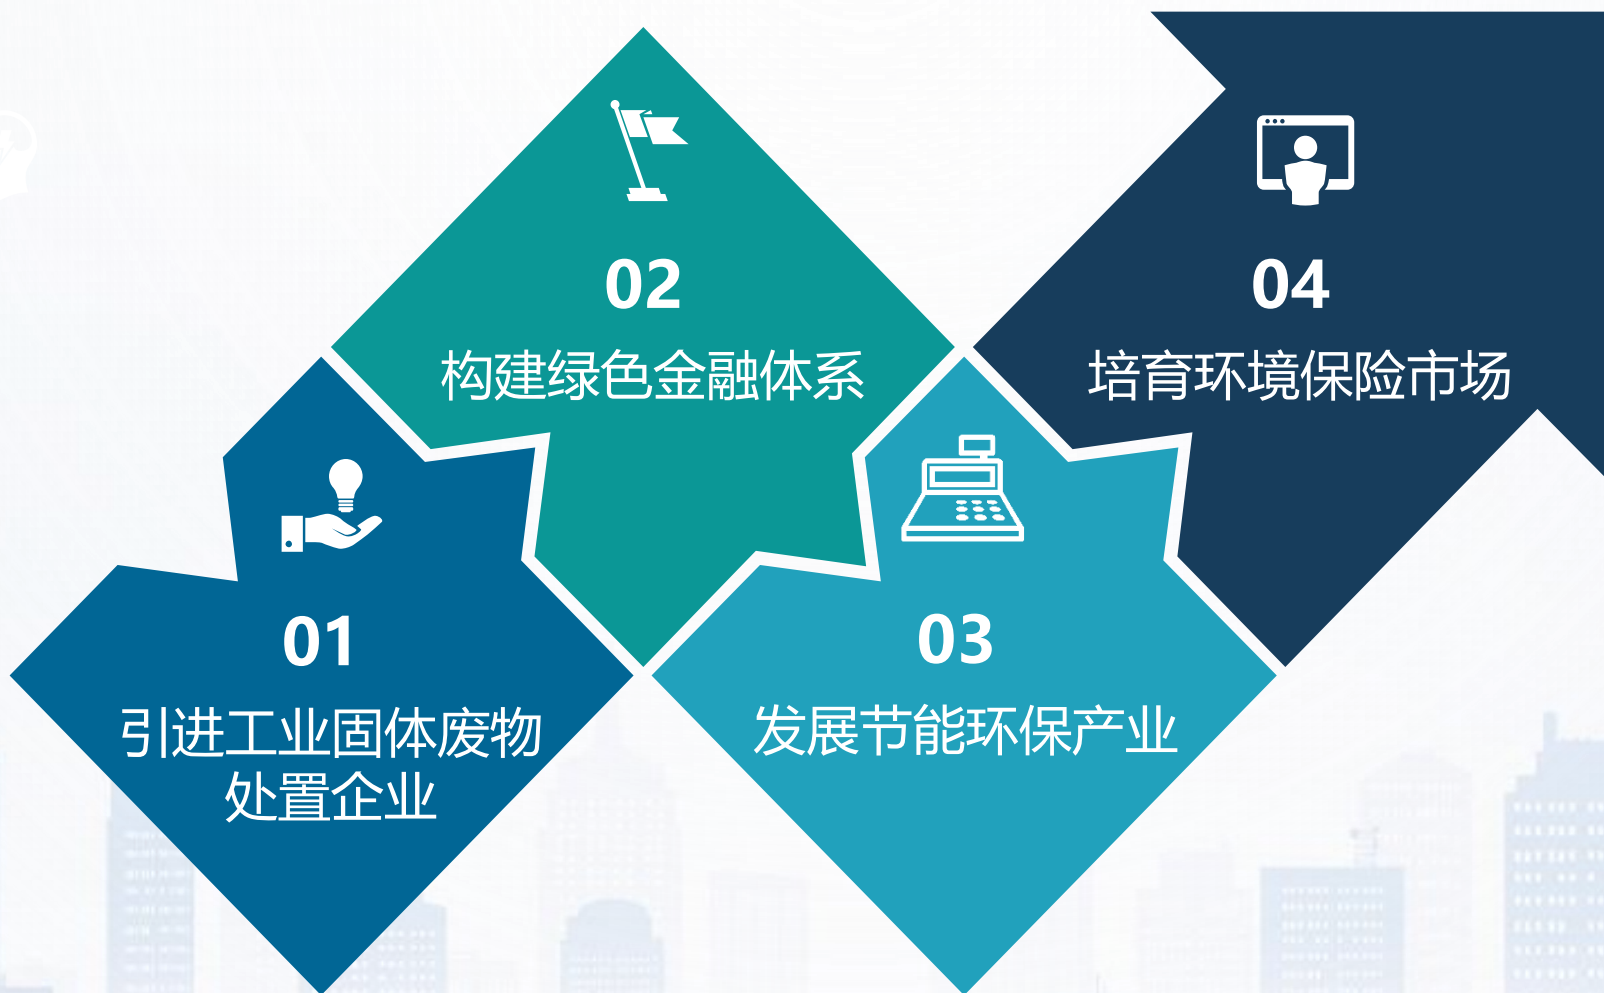 01
引进工业固体废物
处置企业
02
构建绿色金融体系
03
发展节能环保产业
04
培育环境保险市场